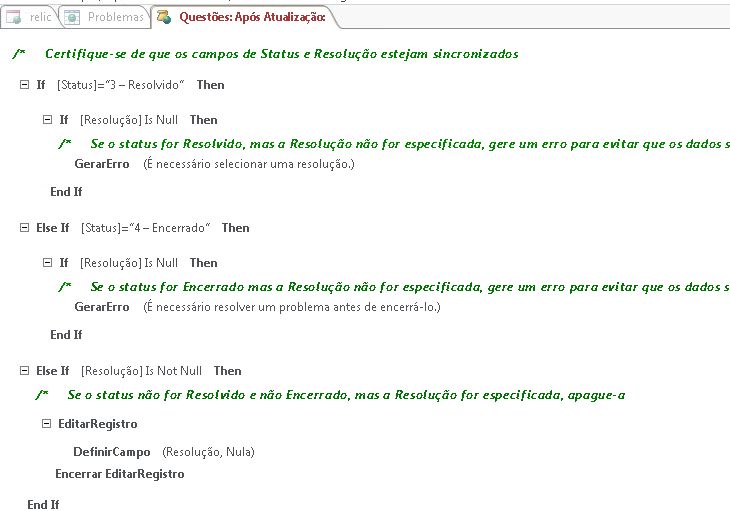 relic Problemas Questões: Após Atualização:
/* Certifique-se de que os campos de Status e Resolução estejam sincronizados
If [Status]="3 – Resolvido" Then
If [Resolução] Is Null Then
/* Se o status for Resolvido, mas a Resolução não for especificada, gere um erro para evitar que os dados s
GerarErro (É necessário selecionar uma resolução.)
End If
Else If [Status]="4 – Encerrado" Then
If [Resolução] Is Null Then
/* Se o status for Encerrado mas a Resolução não for especificada, gere um erro para evitar que os dados s
GerarErro (É necessário resolver um problema antes de encerrá-lo.)
End If
Else If [Resolução] Is Not Null Then
/* Se o status não for Resolvido e não Encerrado, mas a Resolução for especificada, apague-a
EditarRegistro
DefinirCampo (Resolução, Nula)
Encerrar EditarRegistro
End If